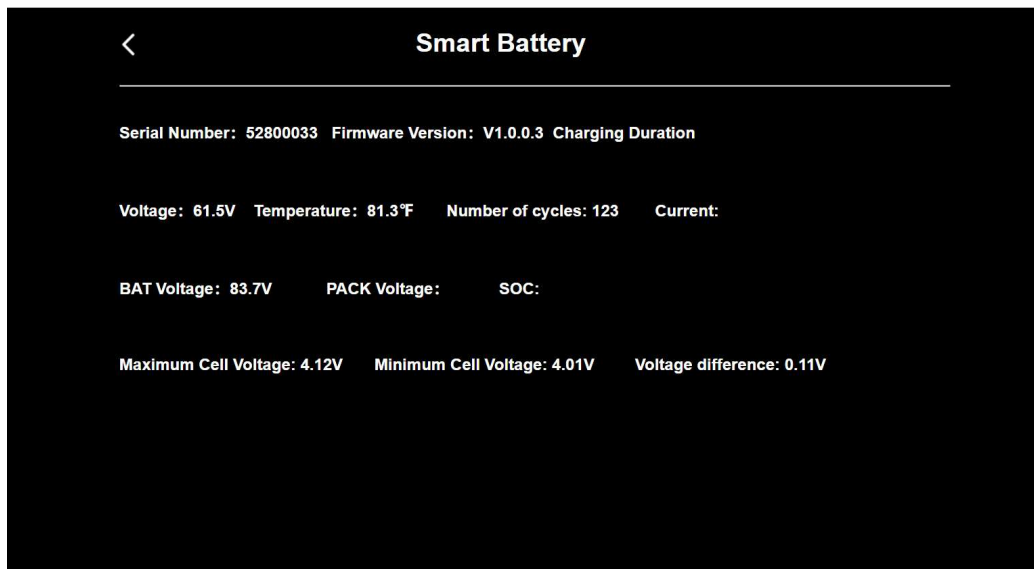 Smart Battery
Serial Number： 52800033 Firmware Version： V1.0.0.3 Charging Duration
Voltage： 61.5V Temperature： 81.3℉ Number of cycles: 123 Current:
BAT Voltage： 83.7V PACK Voltage： SOC:
Maximum Cell Voltage: 4.12V Minimum Cell Voltage: 4.01V Voltage difference: 0.11V